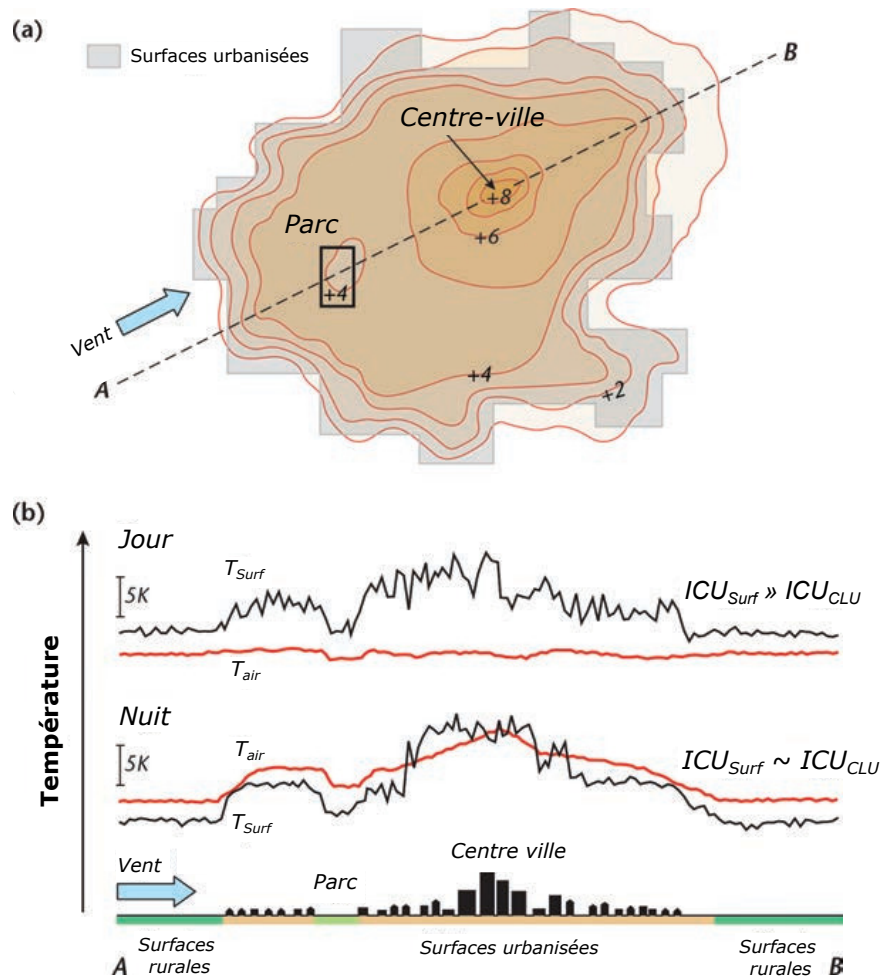 (a)
Surfaces urbanisées
B
Centre-ville
+8
Parc
+6
+4
Vent
A
+4
+2
(b)
Température
Jour
T_Surf
5K
ICU_Surf » ICU_CLU
T_air
Nuit
T_air
5K
ICU_Surf ~ ICU_CLU
T_Surf
Vent
Centre ville
Parc
A
Surfaces
rurales
Surfaces urbanisées
Surfaces
rurales
B